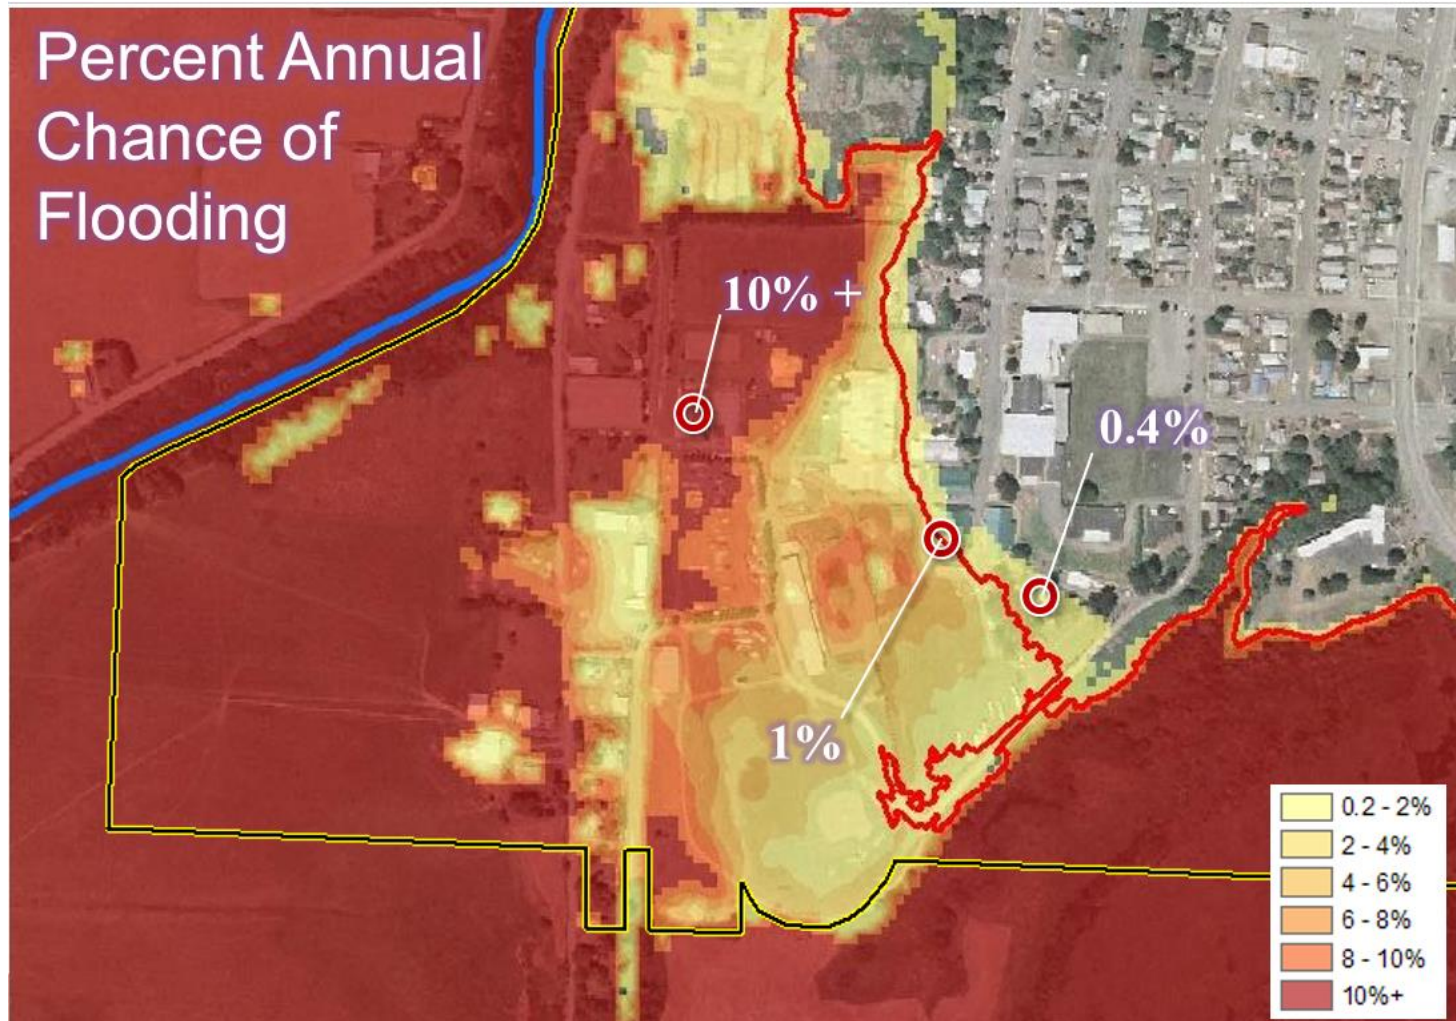 Percent Annual
Chance of
Flooding
10% +
0.4%
1%
0.2 - 2%
2 - 4%
4 - 6%
6 - 8%
8 - 10%
10%+